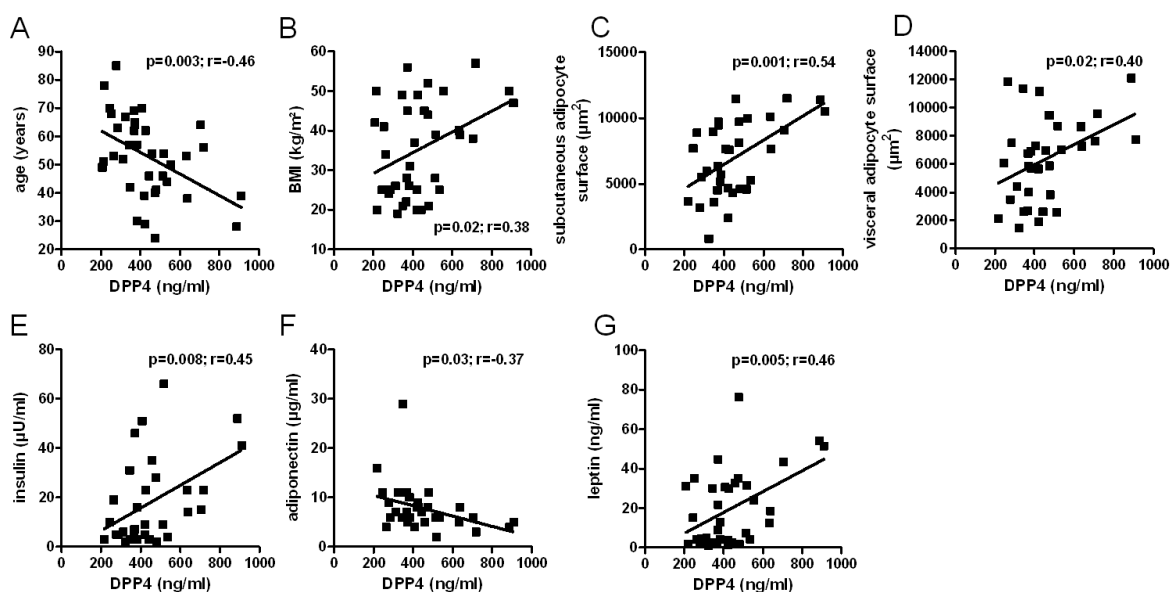 A
p=0.003; r=-0.46
age (years)
90
80
70
60
50
40
30
20
0 200 400 600 800 1000
DPP4 (ng/ml)
B
p=0.02; r=0.38
BMI (kg/m²)
60
50
40
30
20
10
0 200 400 600 800 1000
DPP4 (ng/ml)
C
p=0.001; r=0.54
subcutaneous adipocyte
surface (µm²)
15000
10000
5000
0
0 200 400 600 800 1000
DPP4 (ng/ml)
D
p=0.02; r=0.40
visceral adipocyte surface
(µm²)
14000
12000
10000
8000
6000
4000
2000
0
0 200 400 600 800 1000
DPP4 (ng/ml)
E
p=0.008; r=0.45
insulin (µU/ml)
80
60
40
20
0
0 200 400 600 800 1000
DPP4 (ng/ml)
F
p=0.03; r=-0.37
adiponectin (µg/ml)
40
30
20
10
0
0 200 400 600 800 1000
DPP4 (ng/ml)
G
p=0.005; r=0.46
leptin (ng/ml)
100
80
60
40
20
0
0 200 400 600 800 1000
DPP4 (ng/ml)